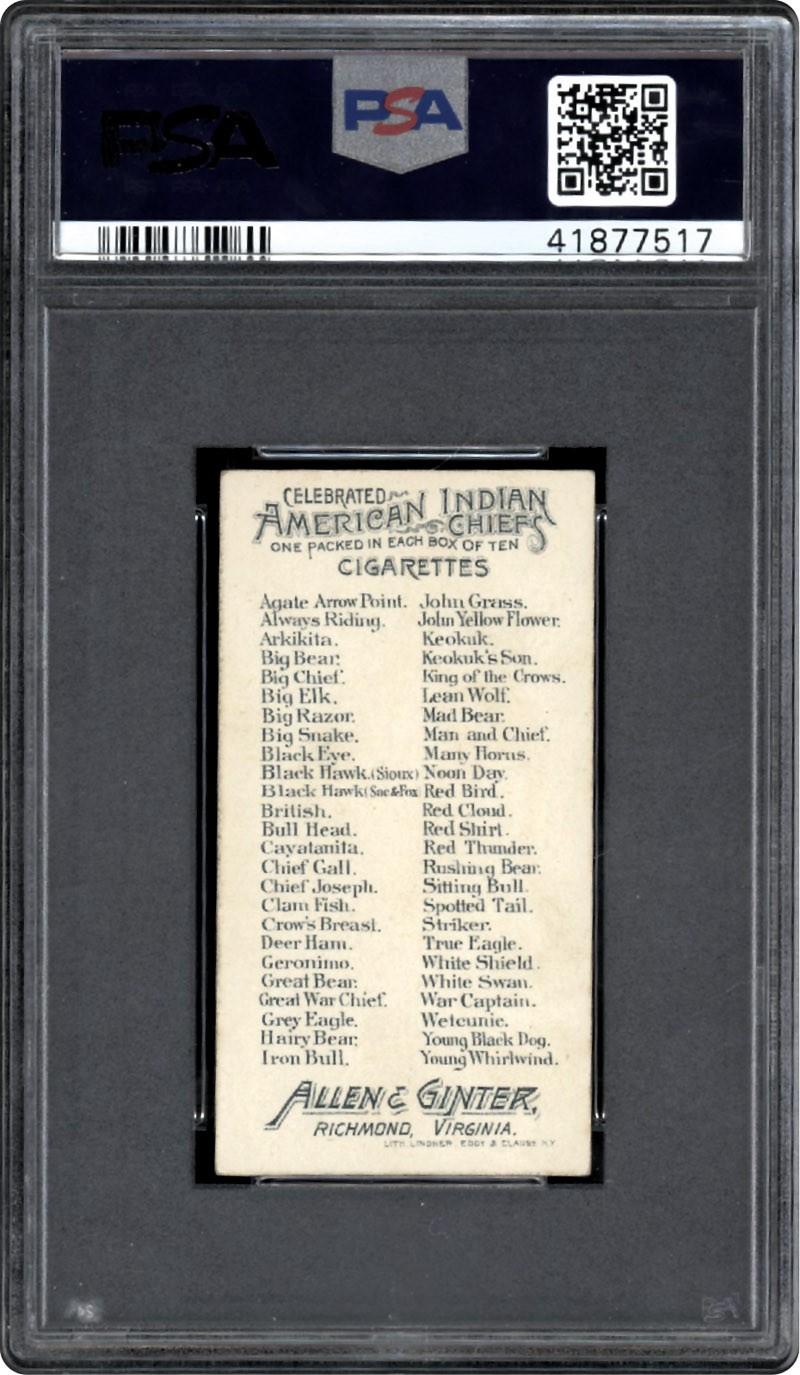 PSA
PSA
41877517
CELEBRATED
AMERICAN INDIAN CHIEFS
ONE PACKED IN EACH BOX OF TEN
CIGARETTES
Agate Arrow Point.
Always Riding.
Arkikita.
Big Bear.
Big Chief.
Big Elk.
Big Razor.
Big Snake.
Black Eye.
Black Hawk.(Sioux)
Black Hawk(Sac&Fox
British.
Bull Head.
Cayatanita.
Chief Gall.
Chief Joseph.
Clam Fish.
Crow's Breast.
Deer Ham.
Geronimo.
Great Bear.
Great War Chief.
Grey Eagle.
Hairy Bear.
Iron Bull.
John Grass.
John Yellow Flower.
Keokuk.
Keokuk's Son.
King of the Crows.
Lean Wolf.
Mad Bear.
Man and Chief.
Many Horns.
Noon Day.
Red Bird.
Red Cloud.
Red Shirt.
Red Thunder.
Rushing Bear.
Sitting Bull.
Spotted Tail.
Striker.
True Eagle.
White Shield.
White Swan.
War Captain.
Wetcunie.
Young Black Dog.
Young Whirlwind.
ALLEN & GINTER,
RICHMOND, VIRGINIA.
LITH. LINDNER, EDDY & CLAUSS N.Y.
PSA